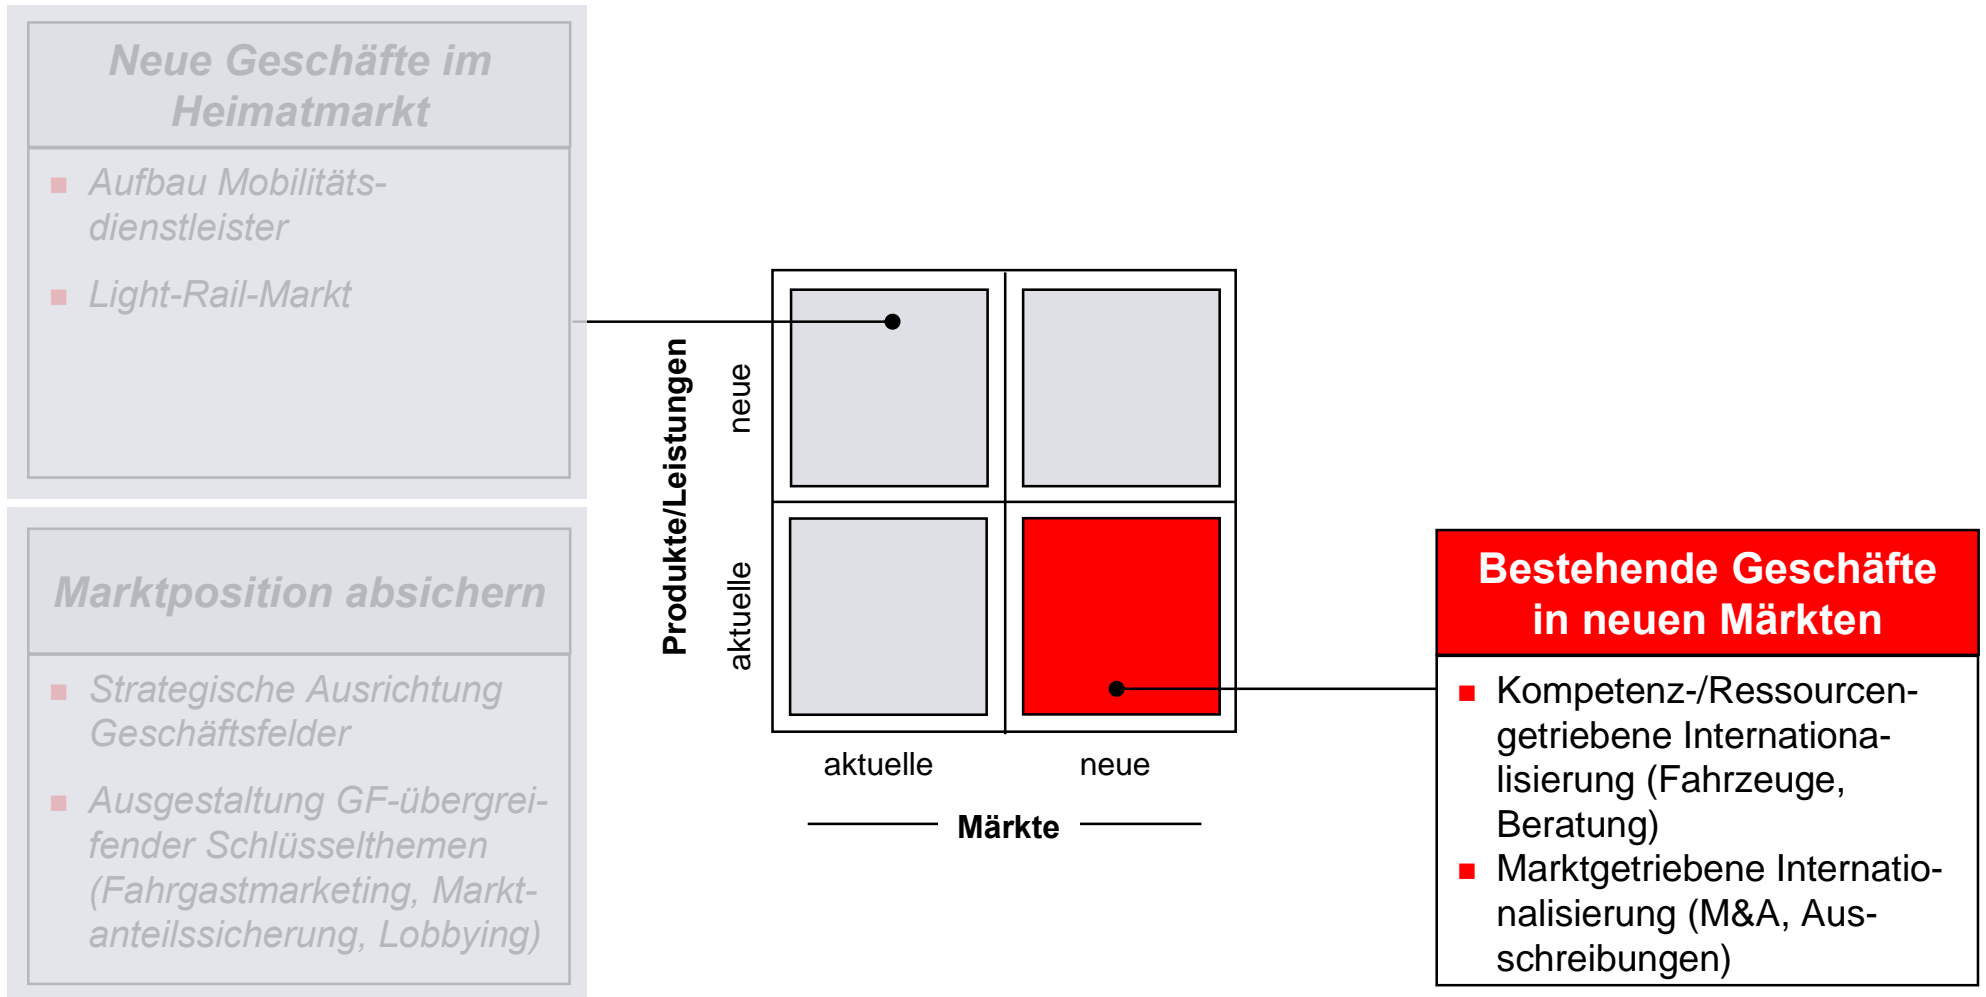 Neue Geschäfte im
Heimatmarkt
Aufbau Mobilitäts-
dienstleister
Light-Rail-Markt
Marktposition absichern
Strategische Ausrichtung
Geschäftsfelder
Ausgestaltung GF-übergrei-
fender Schlüsselthemen
(Fahrgastmarketing, Markt-
anteilssicherung, Lobbying)
Produkte/Leistungen
neue
aktuelle
aktuelle
neue
Märkte
Bestehende Geschäfte
in neuen Märkten
Kompetenz-/Ressourcen-
getriebene Internationa-
lisierung (Fahrzeuge,
Beratung)
Marktgetriebene Internatio-
nalisierung (M&A, Aus-
schreibungen)